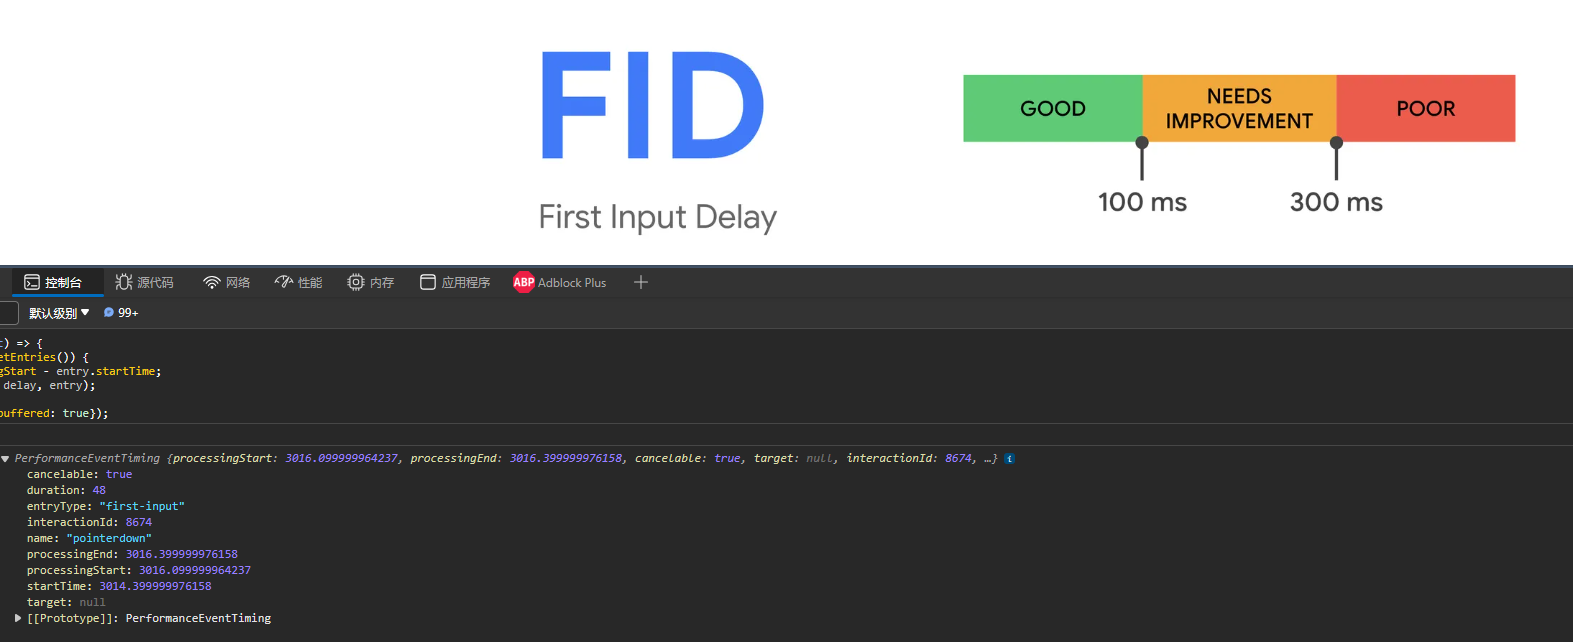 FID
First Input Delay
GOOD
NEEDS
IMPROVEMENT
POOR
100 ms
300 ms
控制台 源代码 网络 性能 内存 应用程序 ABP Adblock Plus
默认级别 99+
) => {
etEntries()) {
gStart - entry.startTime;
delay, entry);
buffered: true});
PerformanceEventTiming {processingStart: 3016.099999964237, processingEnd: 3016.399999976158, cancelable: true, target: null, interactionId: 8674, …}
cancelable: true
duration: 48
entryType: "first-input"
interactionId: 8674
name: "pointerdown"
processingEnd: 3016.399999976158
processingStart: 3016.099999964237
startTime: 3014.399999976158
target: null
[[Prototype]]: PerformanceEventTiming